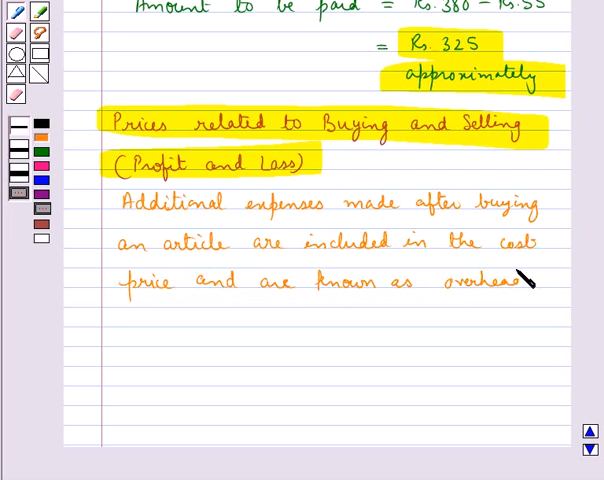 Amount to be paid = Rs. 380 - Rs. 55
= Rs. 325
approximately
Prices related to Buying and Selling
(Profit and Loss)
Additional expenses made after buying
an article are included in the cost
price and are known as overhead